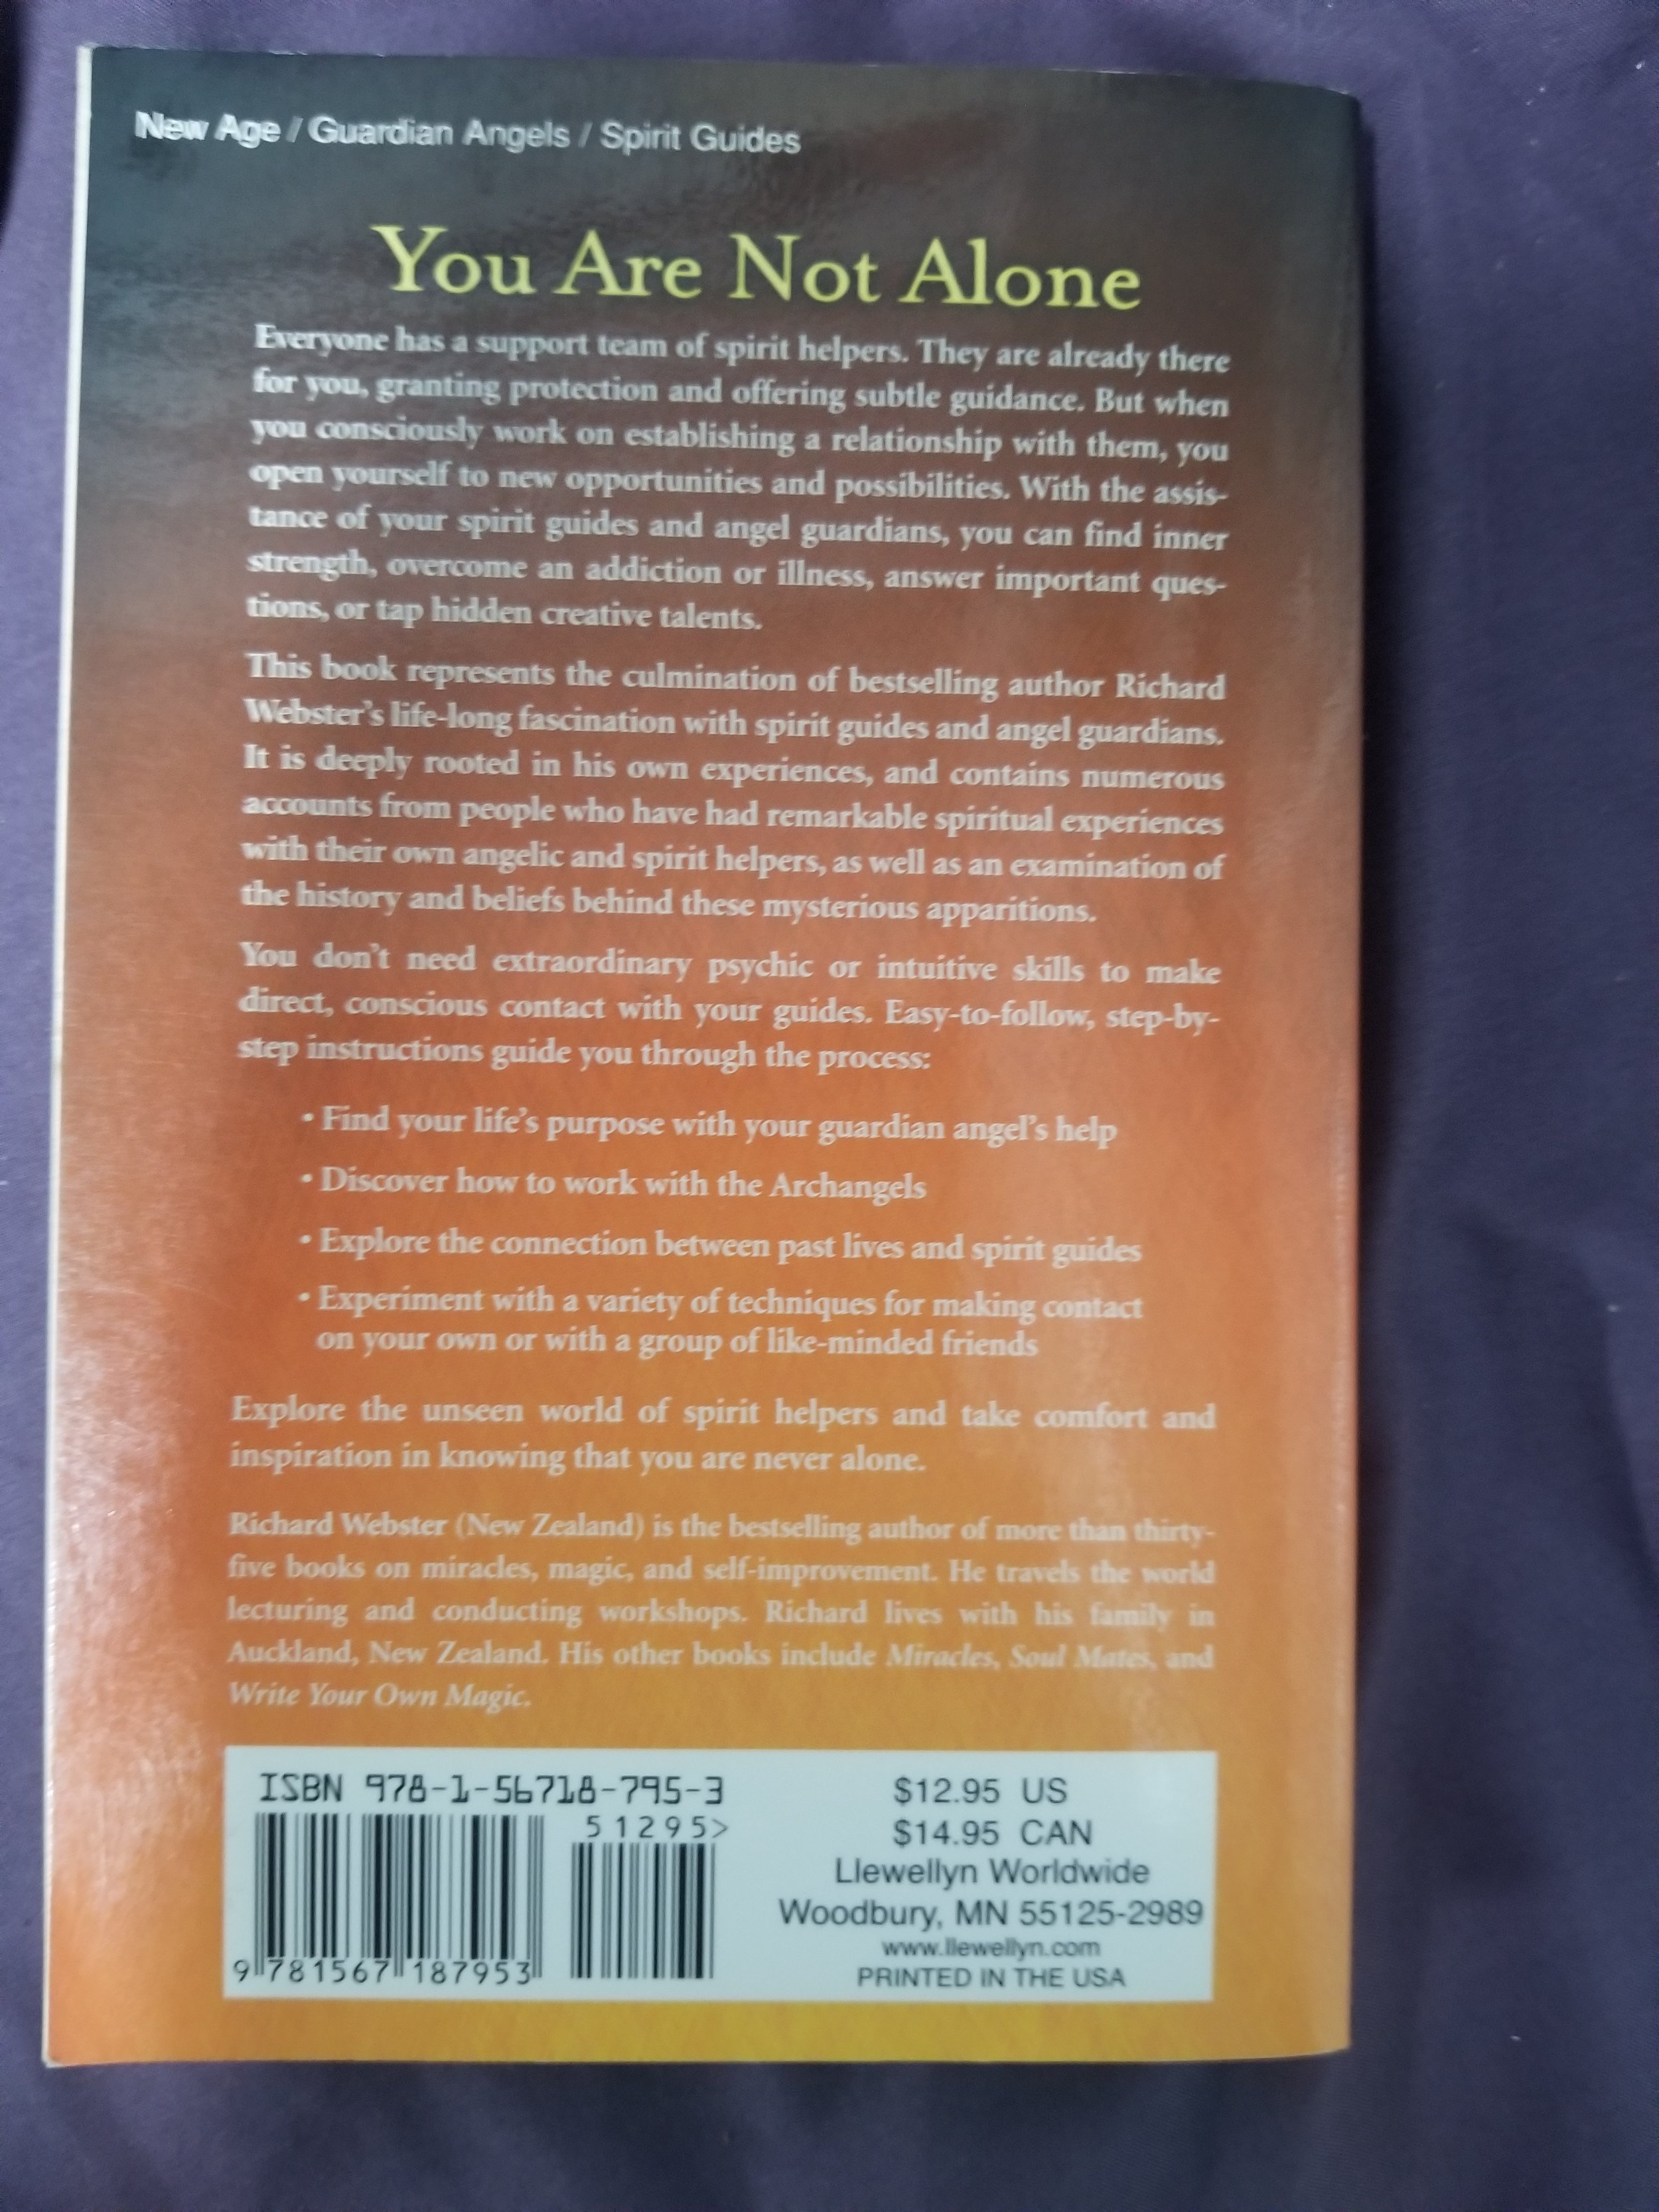 New Age / Guardian Angels / Spirit Guides
You Are Not Alone
Everyone has a support team of spirit helpers. They are already there
for you, granting protection and offering subtle guidance. But when
you consciously work on establishing a relationship with them, you
open yourself to new opportunities and possibilities. With the assis-
tance of your spirit guides and angel guardians, you can find inner
strength, overcome an addiction or illness, answer important ques-
tions, or tap hidden creative talents.
This book represents the culmination of bestselling author Richard
Webster's life-long fascination with spirit guides and angel guardians.
It is deeply rooted in his own experiences, and contains numerous
accounts from people who have had remarkable spiritual experiences
with their own angelic and spirit helpers, as well as an examination of
the history and beliefs behind these mysterious apparitions.
You don't need extraordinary psychic or intuitive skills to make
direct, conscious contact with your guides. Easy-to-follow, step-by-
step instructions guide you through the process:
• Find your life's purpose with your guardian angel's help
• Discover how to work with the Archangels
• Explore the connection between past lives and spirit guides
• Experiment with a variety of techniques for making contact
on your own or with a group of like-minded friends
Explore the unseen world of spirit helpers and take comfort and
inspiration in knowing that you are never alone.
Richard Webster (New Zealand) is the bestselling author of more than thirty-
five books on miracles, magic, and self-improvement. He travels the world
lecturing and conducting workshops. Richard lives with his family in
Auckland, New Zealand. His other books include Miracles, Soul Mates, and
Write Your Own Magic.
ISBN 978-1-56718-795-3
51295>
9 781567 187953
$12.95 US
$14.95 CAN
Llewellyn Worldwide
Woodbury, MN 55125-2989
www.llewellyn.com
PRINTED IN THE USA